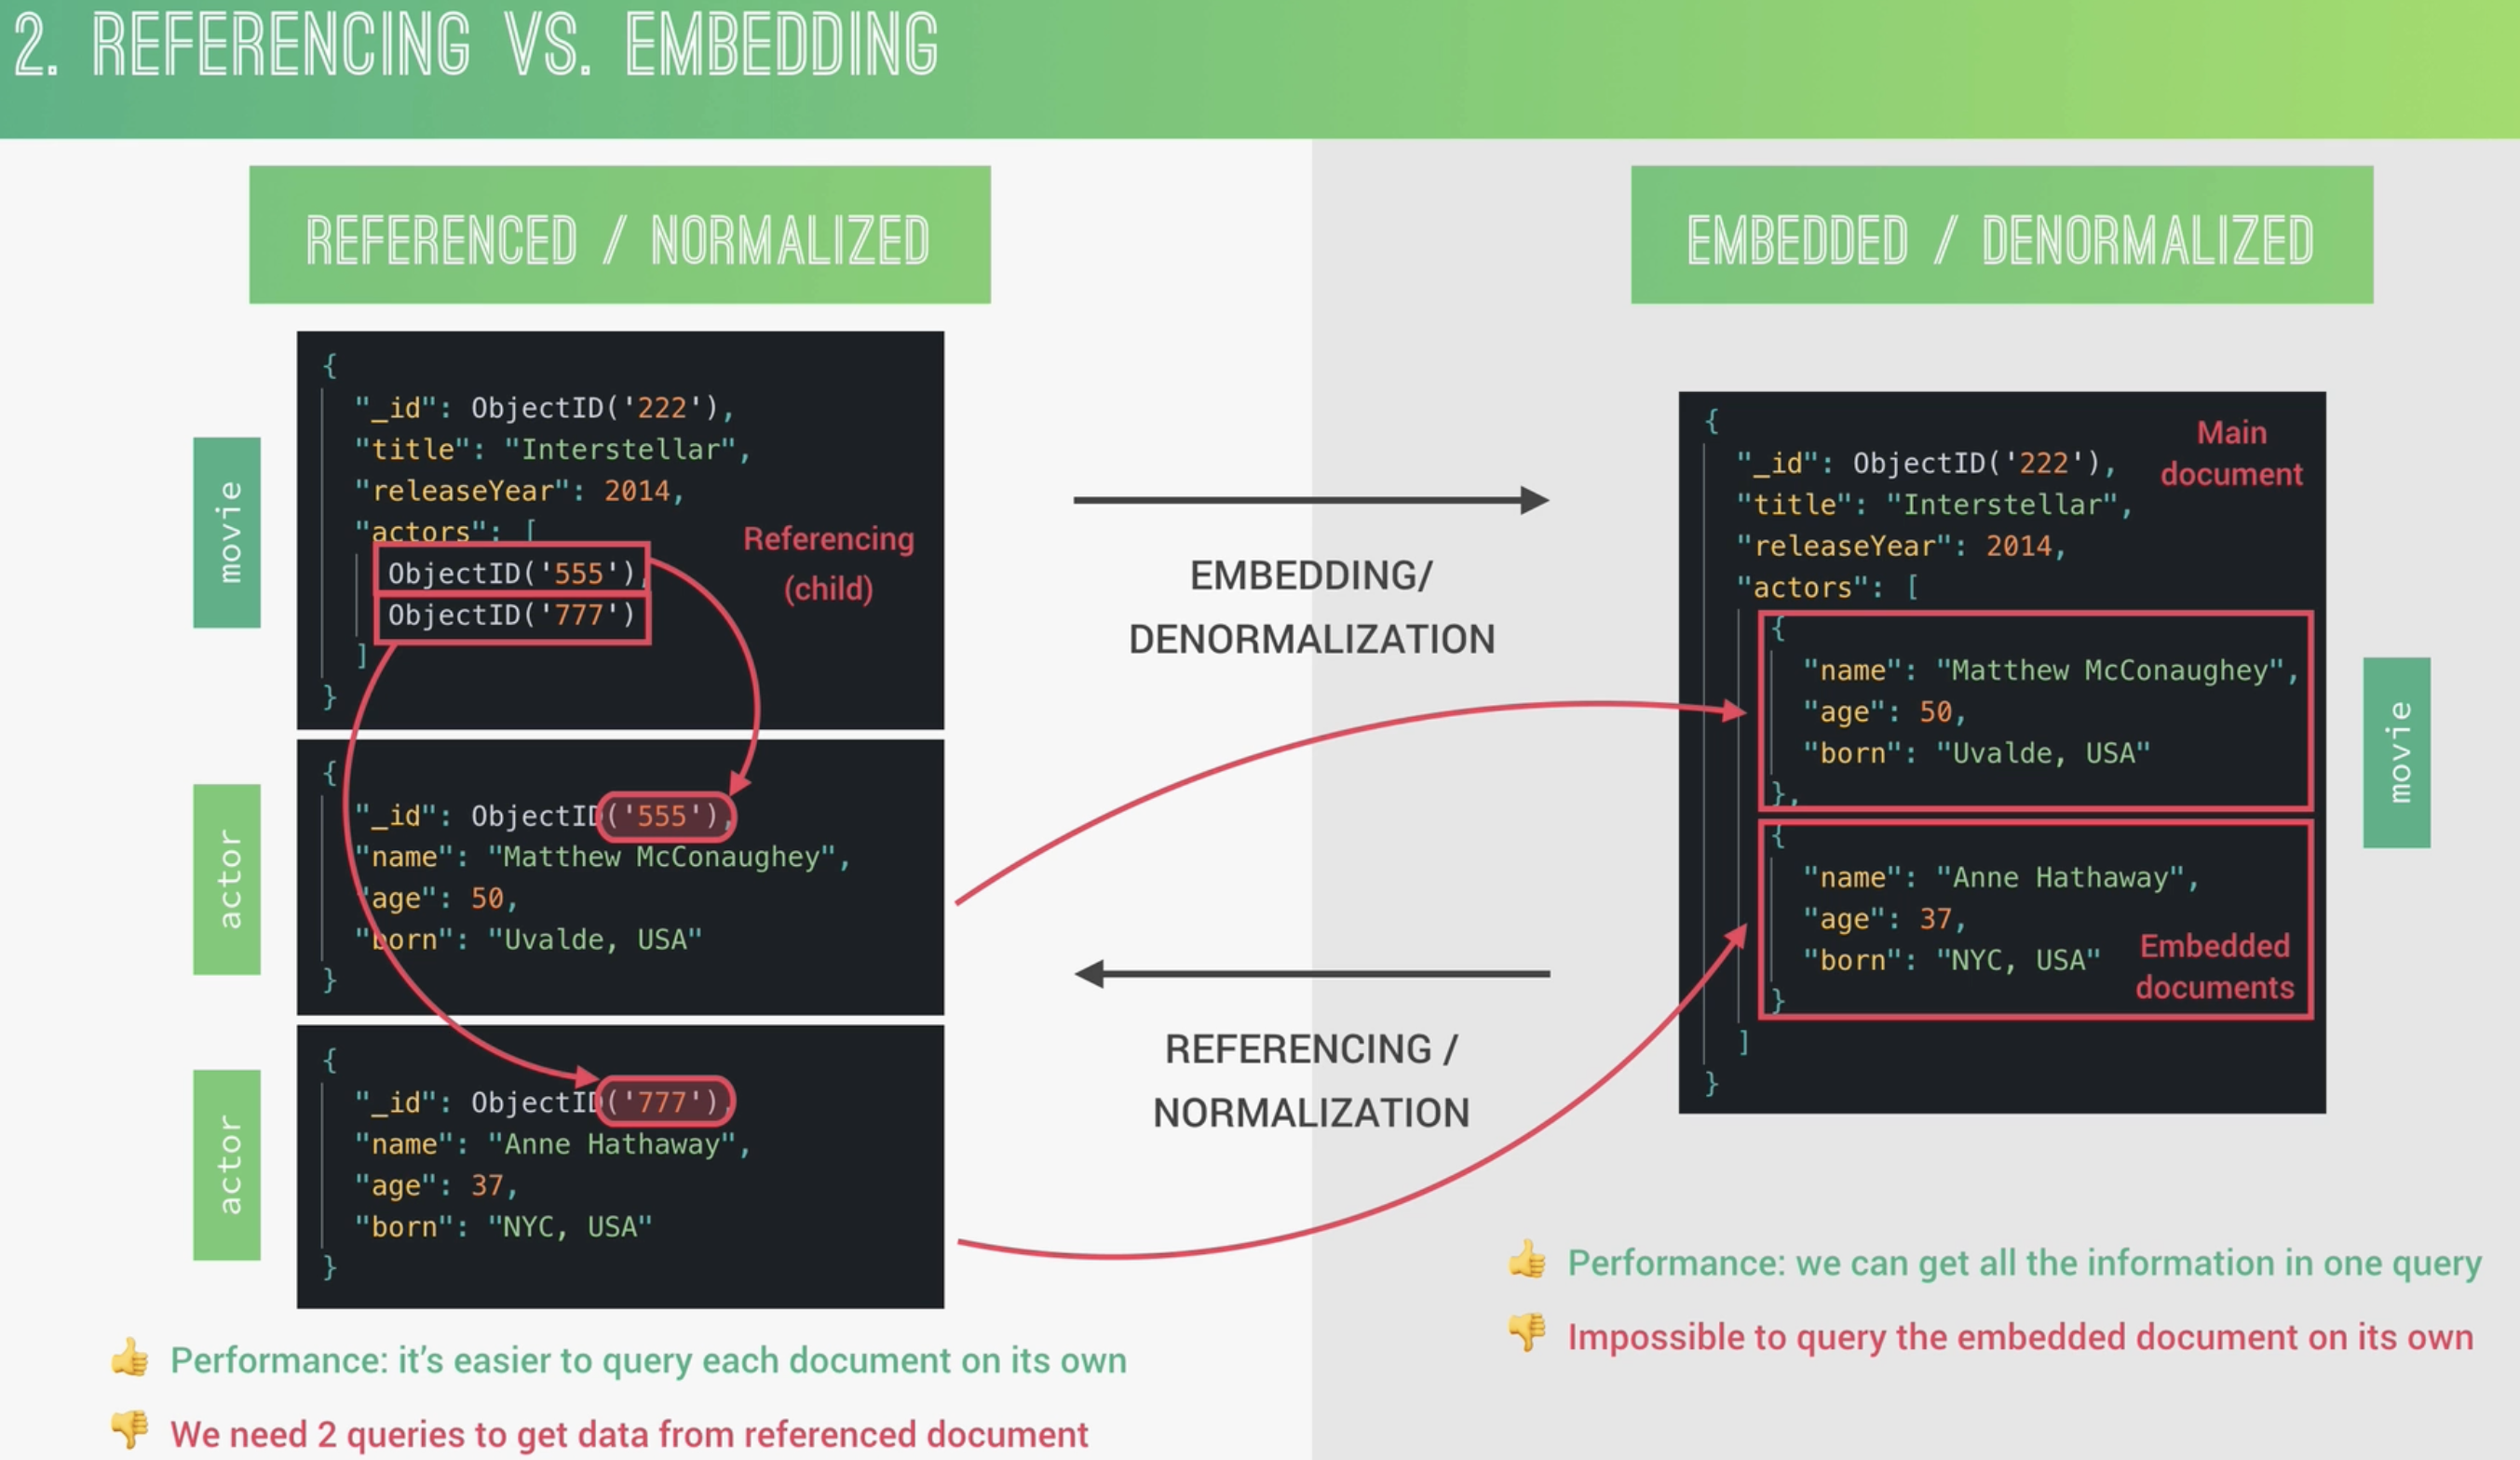 2. REFERENCING VS. EMBEDDING
REFERENCED / NORMALIZED
movie
{
"_id": ObjectID('222'),
"title": "Interstellar",
"releaseYear": 2014,
"actors": [
ObjectID('555'),
ObjectID('777')
]
}
Referencing
(child)
actor
{
"_id": ObjectID('555'),
"name": "Matthew McConaughey",
"age": 50,
"born": "Uvalde, USA"
}
actor
{
"_id": ObjectID('777'),
"name": "Anne Hathaway",
"age": 37,
"born": "NYC, USA"
}
👍 Performance: it's easier to query each document on its own
👎 We need 2 queries to get data from referenced document
EMBEDDING/
DENORMALIZATION
REFERENCING /
NORMALIZATION
EMBEDDED / DENORMALIZED
{
Main
document
"_id": ObjectID('222'),
"title": "Interstellar",
"releaseYear": 2014,
"actors": [
{
"name": "Matthew McConaughey",
"age": 50,
"born": "Uvalde, USA"
},
{
"name": "Anne Hathaway",
"age": 37,
"born": "NYC, USA"
}
Embedded
documents
]
}
movie
👍 Performance: we can get all the information in one query
👎 Impossible to query the embedded document on its own